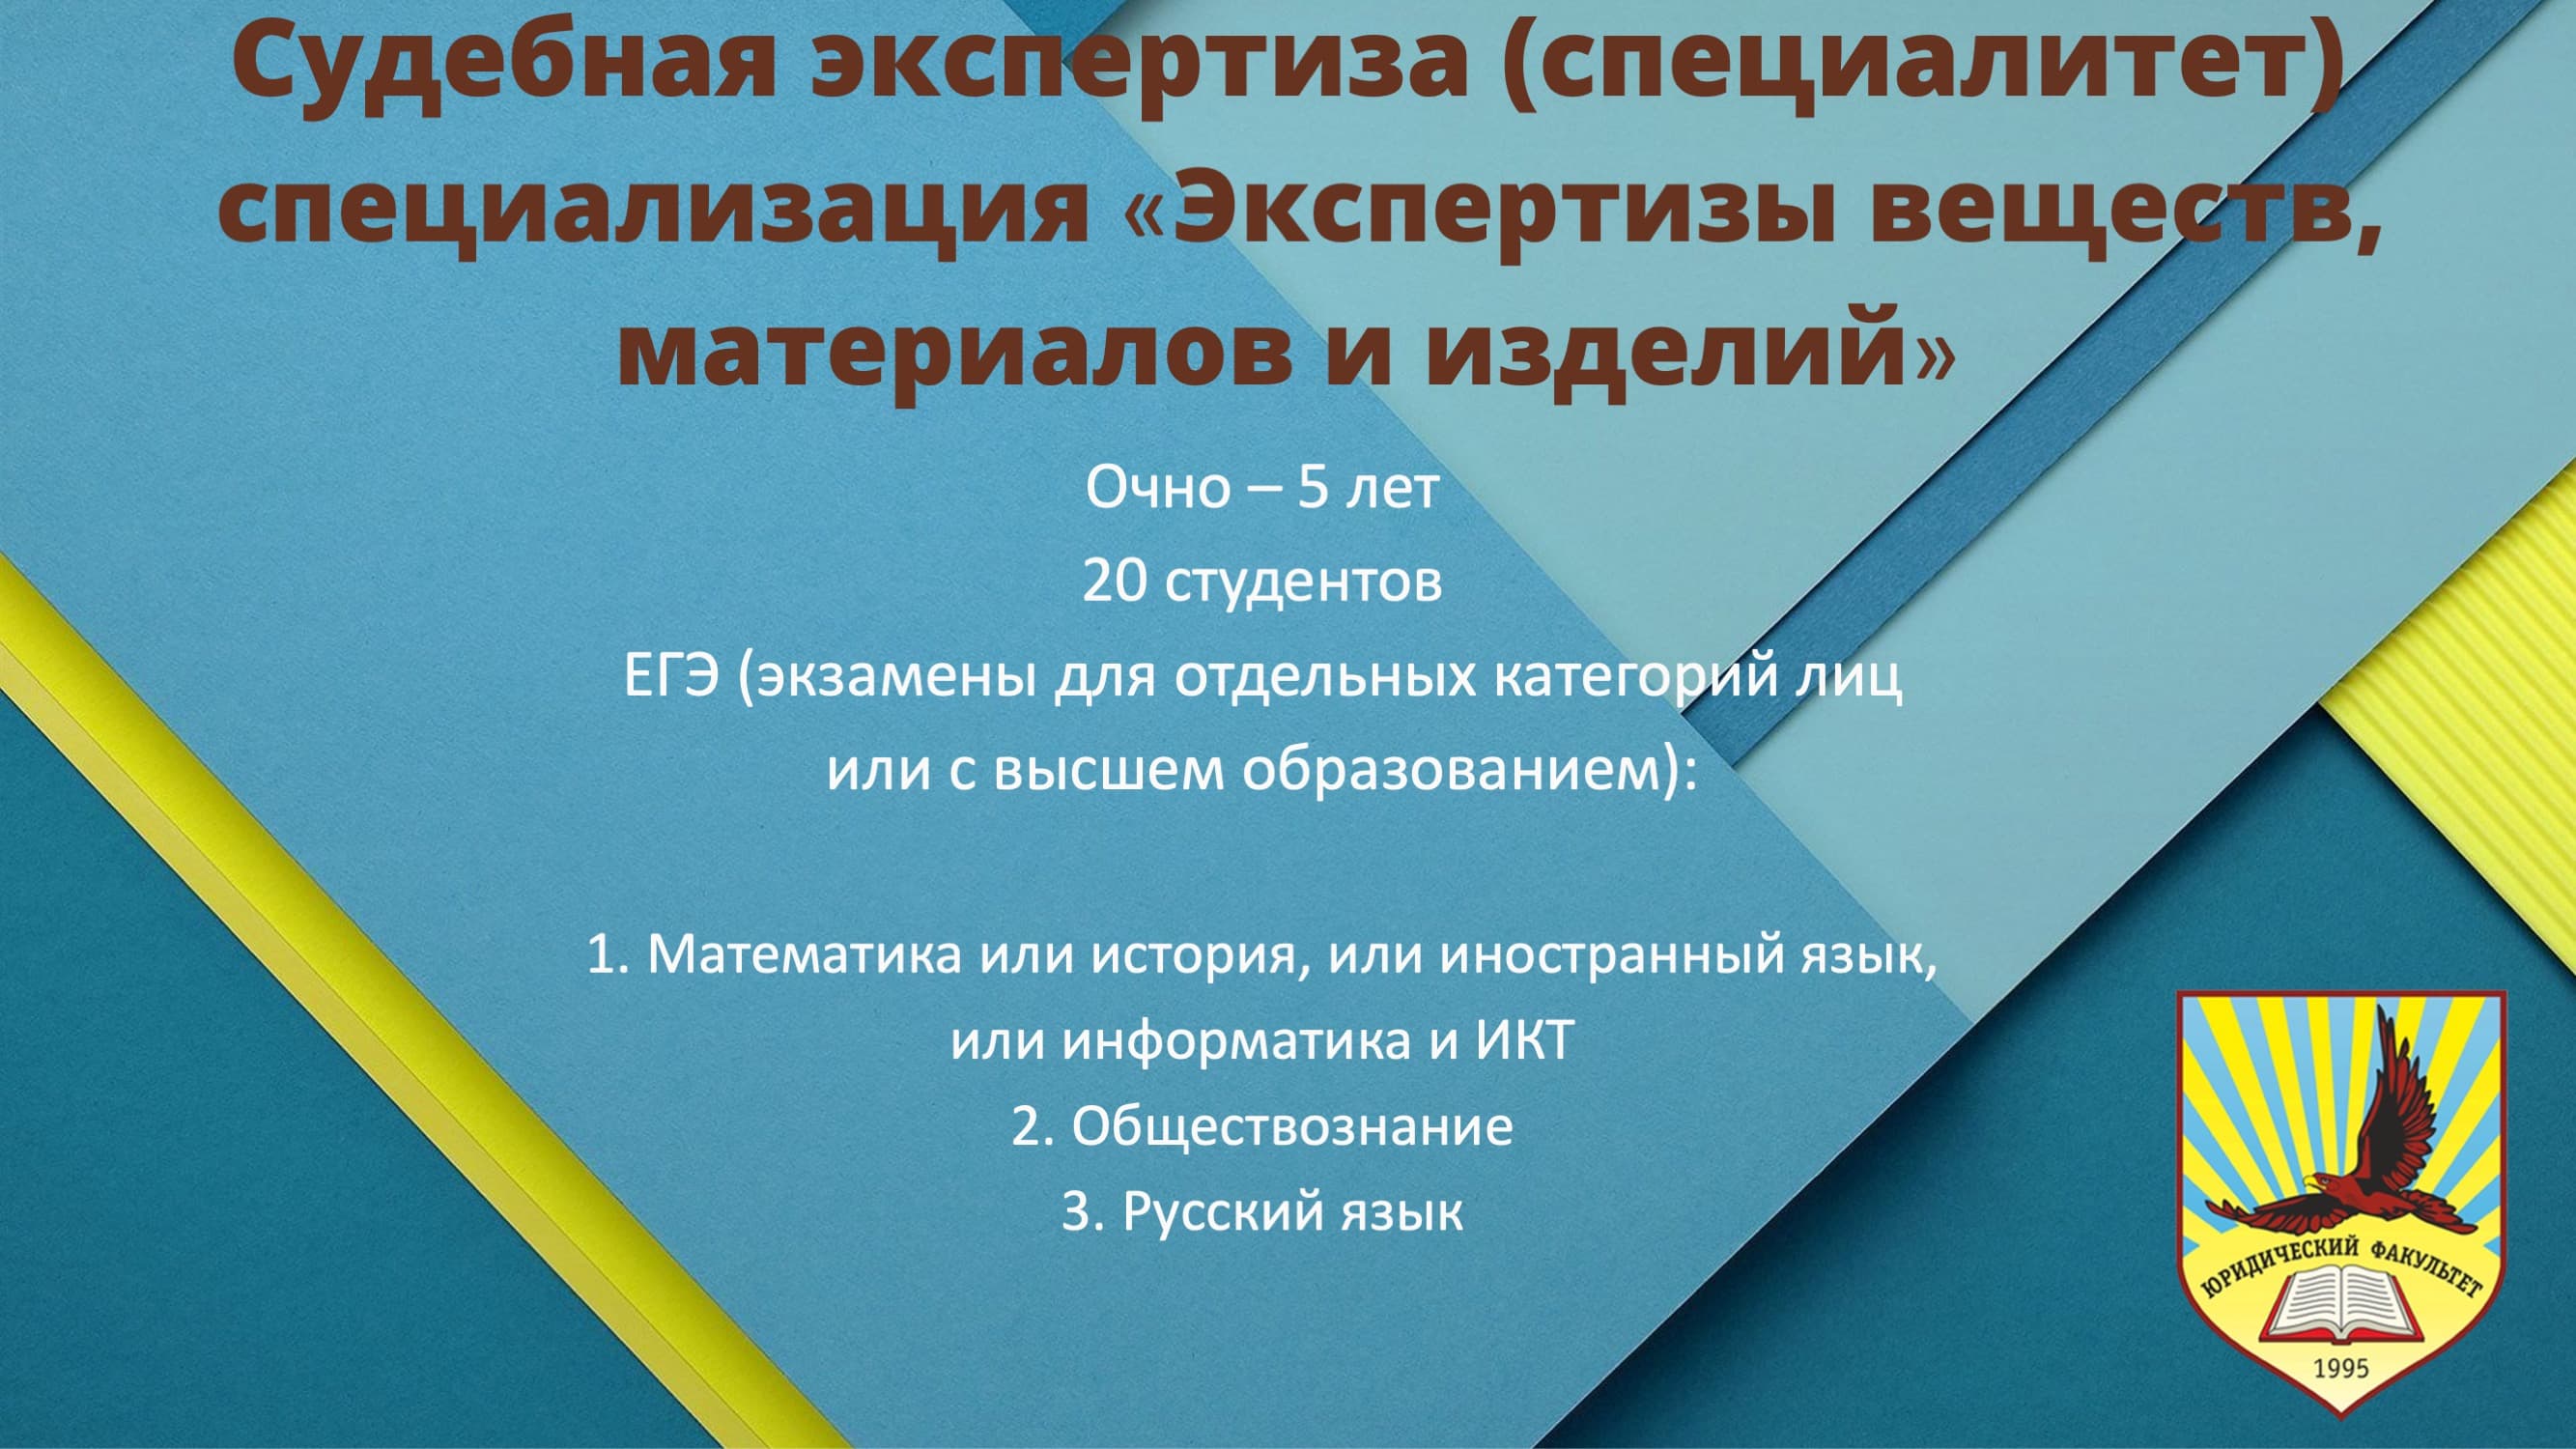 Судебная экспертиза (специалитет)
специализация «Экспертизы веществ,
материалов и изделий»
Очно – 5 лет
20 студентов
ЕГЭ (экзамены для отдельных категорий лиц
или с высшем образованием):
1. Математика или история, или иностранный язык,
или информатика и ИКТ
2. Обществознание
3. Русский язык
ЮРИДИЧЕСКИЙ ФАКУЛЬТЕТ
1995